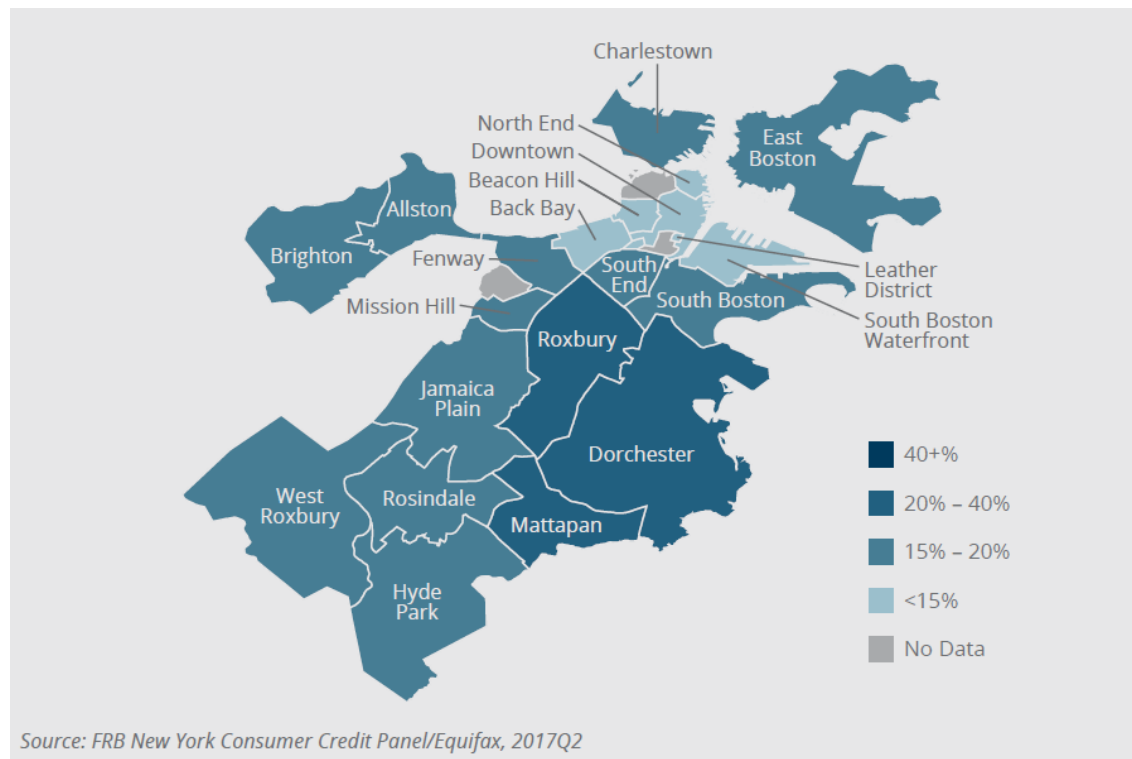 Charlestown
North End
Downtown
Beacon Hill
Back Bay
East
Boston
Allston
Brighton
Fenway
South
End
Leather
District
South Boston
Mission Hill
South Boston
Waterfront
Roxbury
Jamaica
Plain
Dorchester
West
Roxbury
Rosindale
Mattapan
Hyde
Park
40+%
20% – 40%
15% – 20%
<15%
No Data
Source: FRB New York Consumer Credit Panel/Equifax, 2017Q2